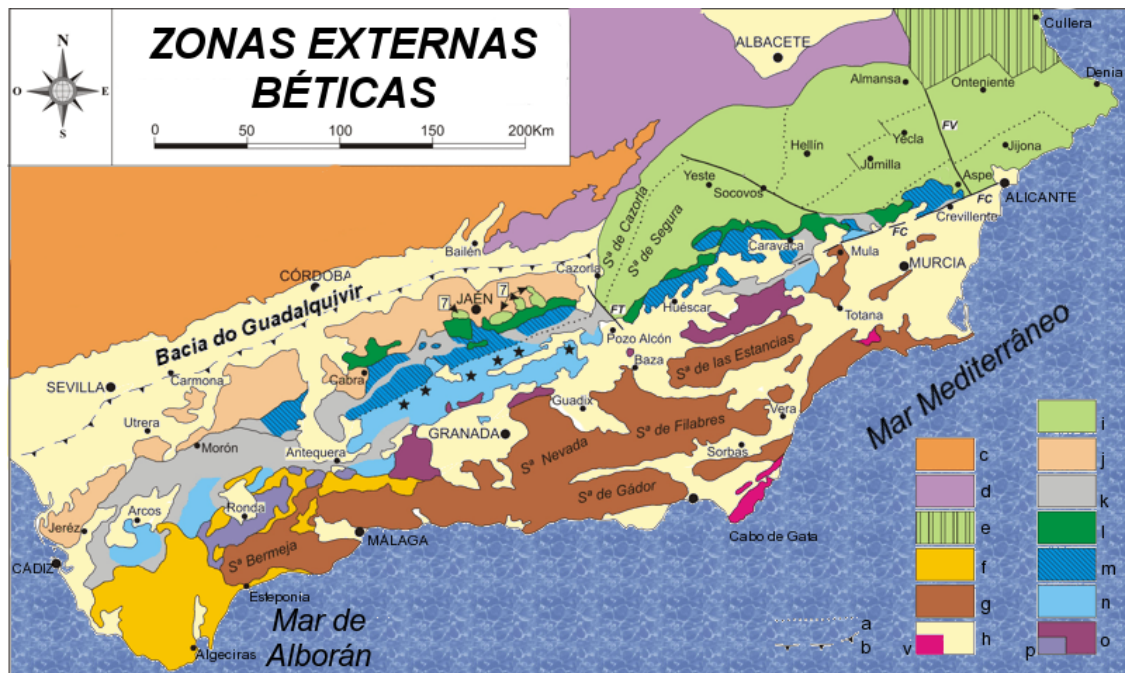 ZONAS EXTERNAS
BÉTICAS
N
O
E
S
0
50
100
150
200Km
ALBACETE
Cullera
Denia
Almansa
Onteniente
FV
Yecla
Hellín
Jumilla
Jijona
Yeste
Socovos
Aspe
ALICANTE
FC
Crevillente
FC
Sª de Cazorla
Sª de Segura
Caravaca
Mula
MURCIA
Bailén
Cazorla
CÓRDOBA
7
JAÉN
7
Huéscar
FT
Totana
Pozo Alcón
Bacia do Guadalquivir
Baza
Sª de las Estancias
SEVILLA
Carmona
Cabra
Guadix
Vera
Utrera
GRANADA
Sª de Filabres
Morón
Antequera
Sª Nevada
Sorbas
Mar Mediterrâneo
Sª de Gádor
Arcos
Ronda
Jeréz
MÁLAGA
Cabo de Gata
CÁDIZ
Sª Bermeja
Esteponia
Mar de
Alborán
Algeciras
i
c
j
d
k
e
l
f
m
g
n
a
b
v
h
p
o